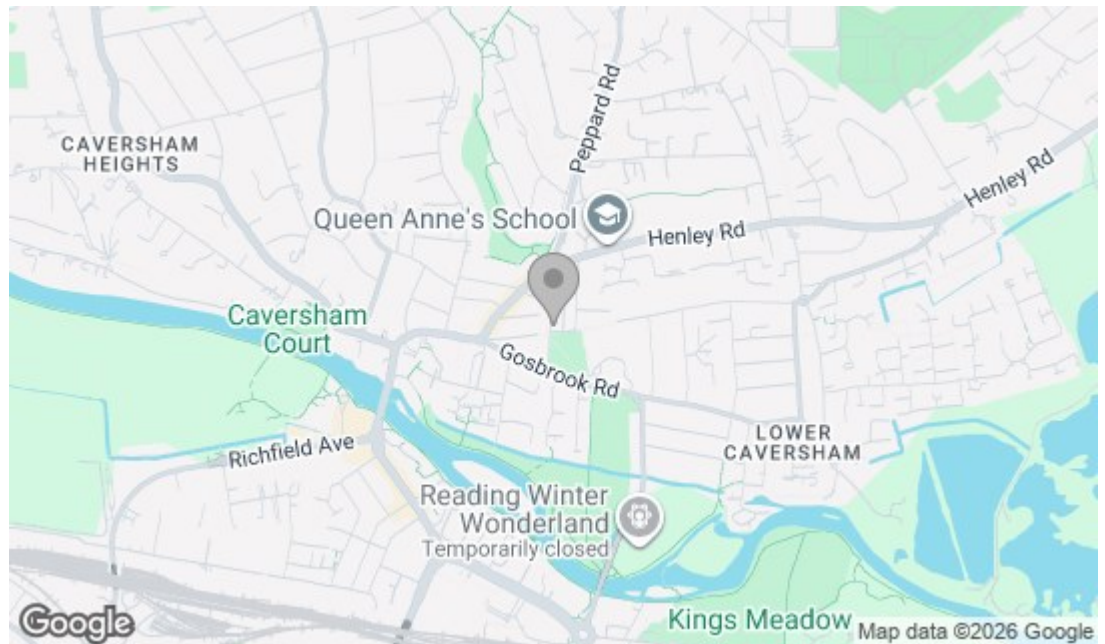 Peppard Rd
CAVERSHAM
HEIGHTS
Henley Rd
Queen Anne's School
Henley Rd
Caversham
Court
Gosbrook Rd
LOWER
CAVERSHAM
Richfield Ave
Reading Winter
Wonderland
Temporarily closed
Kings Meadow
Google
Map data ©2026 Google